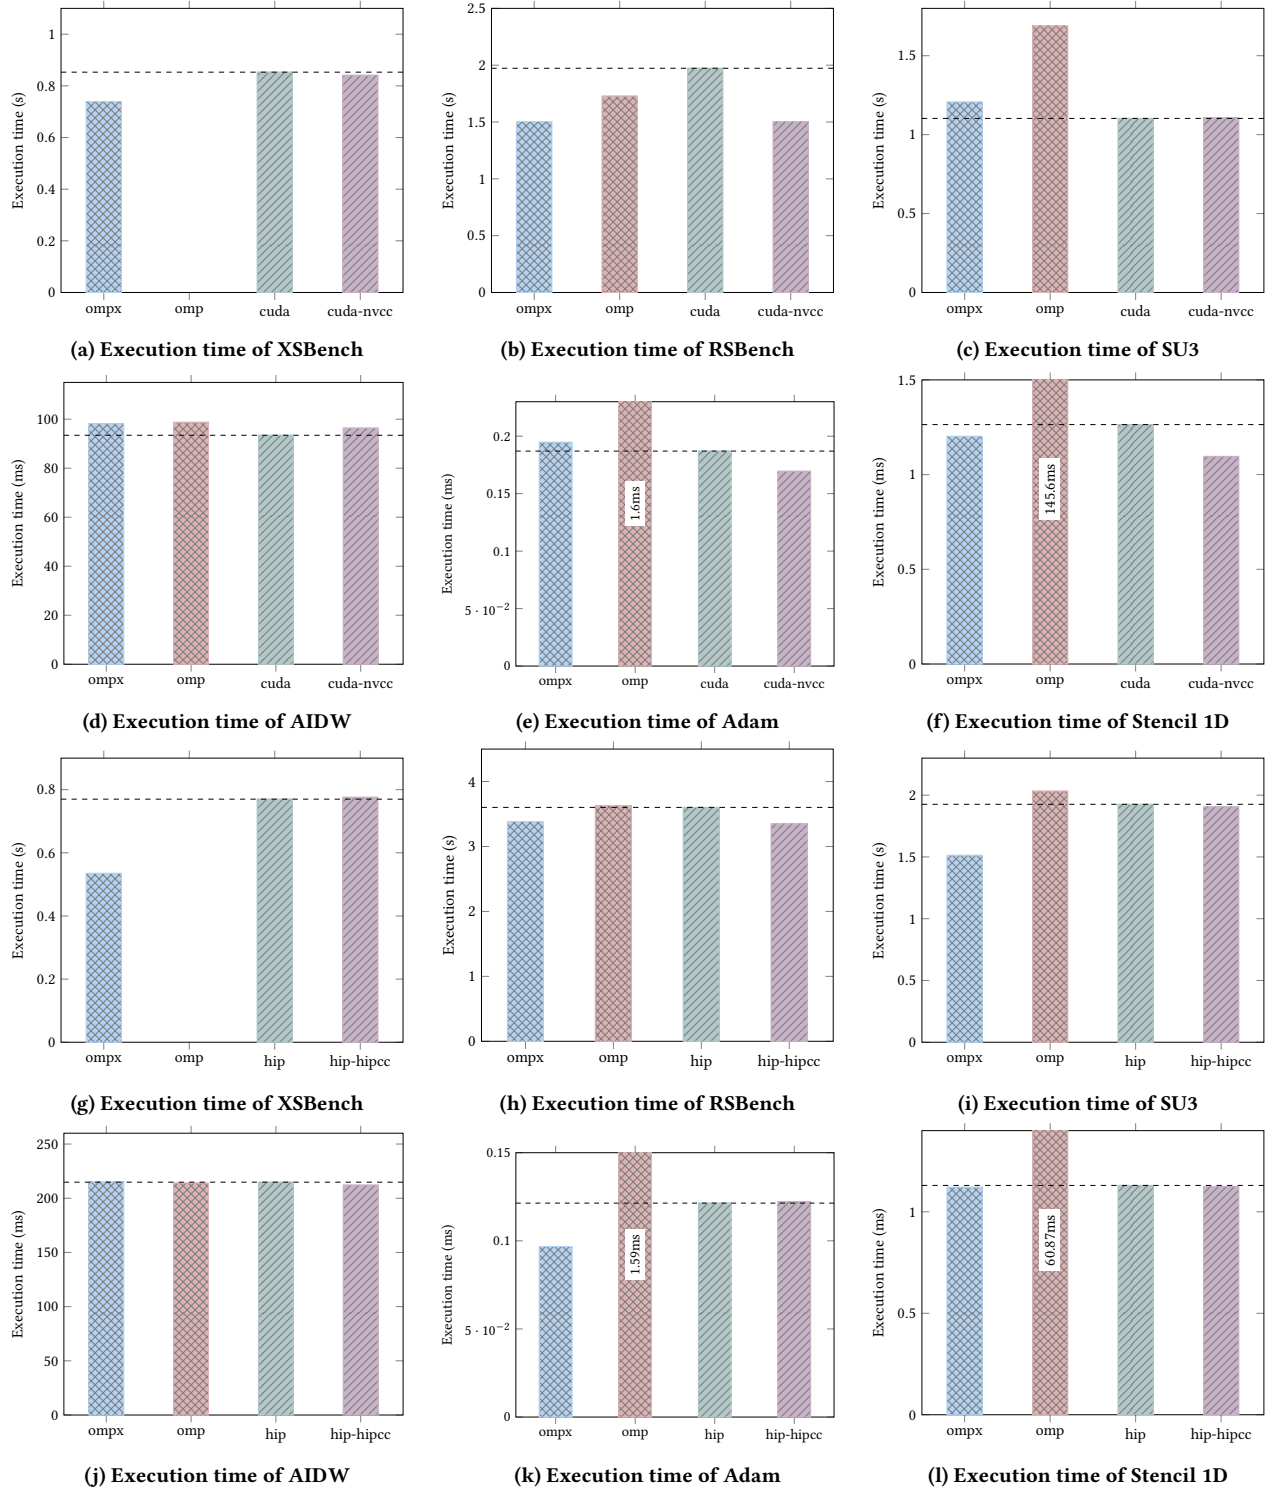 1
0.8
0.6
0.4
0.2
0
Execution time (s)
ompx omp cuda cuda-nvcc
(a) Execution time of XSBench
2.5
2
1.5
1
0.5
0
Execution time (s)
ompx omp cuda cuda-nvcc
(b) Execution time of RSBench
1.5
1
0.5
0
Execution time (s)
ompx omp cuda cuda-nvcc
(c) Execution time of SU3
100
80
60
40
20
0
Execution time (ms)
ompx omp cuda cuda-nvcc
(d) Execution time of AIDW
0.2
0.15
0.1
5 · 10⁻²
0
Execution time (ms)
1.6ms
ompx omp cuda cuda-nvcc
(e) Execution time of Adam
1.5
1
0.5
0
Execution time (ms)
145.6ms
ompx omp cuda cuda-nvcc
(f) Execution time of Stencil 1D
0.8
0.6
0.4
0.2
0
Execution time (s)
ompx omp hip hip-hipcc
(g) Execution time of XSBench
4
3
2
1
0
Execution time (s)
ompx omp hip hip-hipcc
(h) Execution time of RSBench
2
1.5
1
0.5
0
Execution time (s)
ompx omp hip hip-hipcc
(i) Execution time of SU3
250
200
150
100
50
0
Execution time (ms)
ompx omp hip hip-hipcc
(j) Execution time of AIDW
0.15
0.1
5 · 10⁻²
0
Execution time (ms)
1.59ms
ompx omp hip hip-hipcc
(k) Execution time of Adam
1
0.5
0
Execution time (ms)
60.87ms
ompx omp hip hip-hipcc
(l) Execution time of Stencil 1D